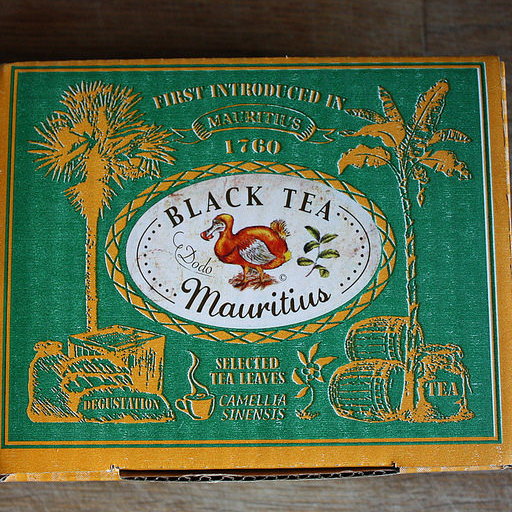 FIRST INTRODUCED IN
MAURITIUS
1760
BLACK TEA
Dodo
©
Mauritius
SELECTED
TEA LEAVES
CAMELLIA
SINENSIS
DEGUSTATION
TEA